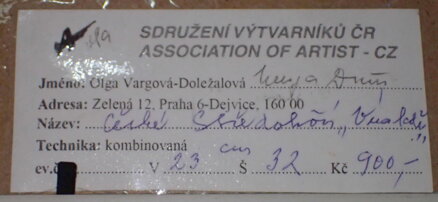 SDRUŽENÍ VÝTVARNÍKŮ ČR
ASSOCIATION OF ARTIST - CZ
Jméno: Olga Vargová-Doležalová
Adresa: Zelená 12, Praha 6-Dejvice, 160 00
Název: České Středohoří
Technika: kombinovaná
ev.č. V 23 cm Š 32 Kč 900,-